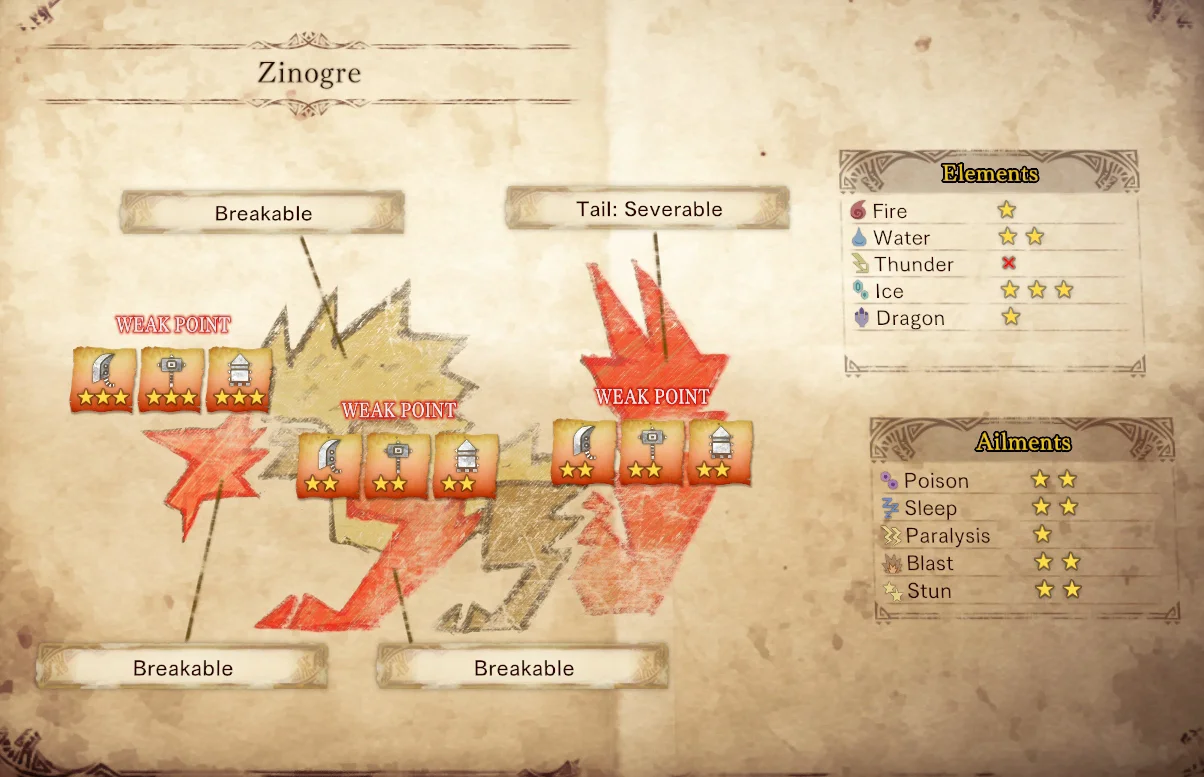 Zinogre
Breakable
Tail: Severable
WEAK POINT
WEAK POINT
WEAK POINT
Breakable
Breakable
Elements
Fire
Water
Thunder
Ice
Dragon
Ailments
Poison
Sleep
Paralysis
Blast
Stun